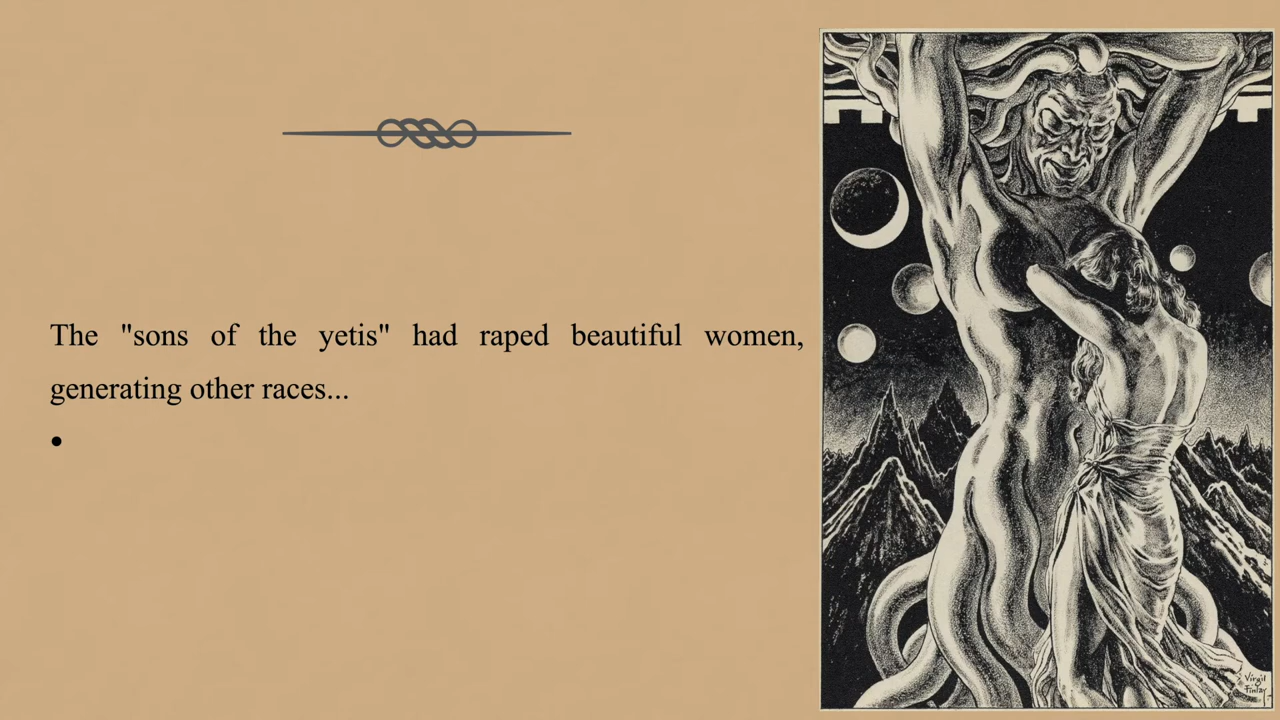 The "sons of the yetis" had raped beautiful women,
generating other races...
•
Virgil
Finlay